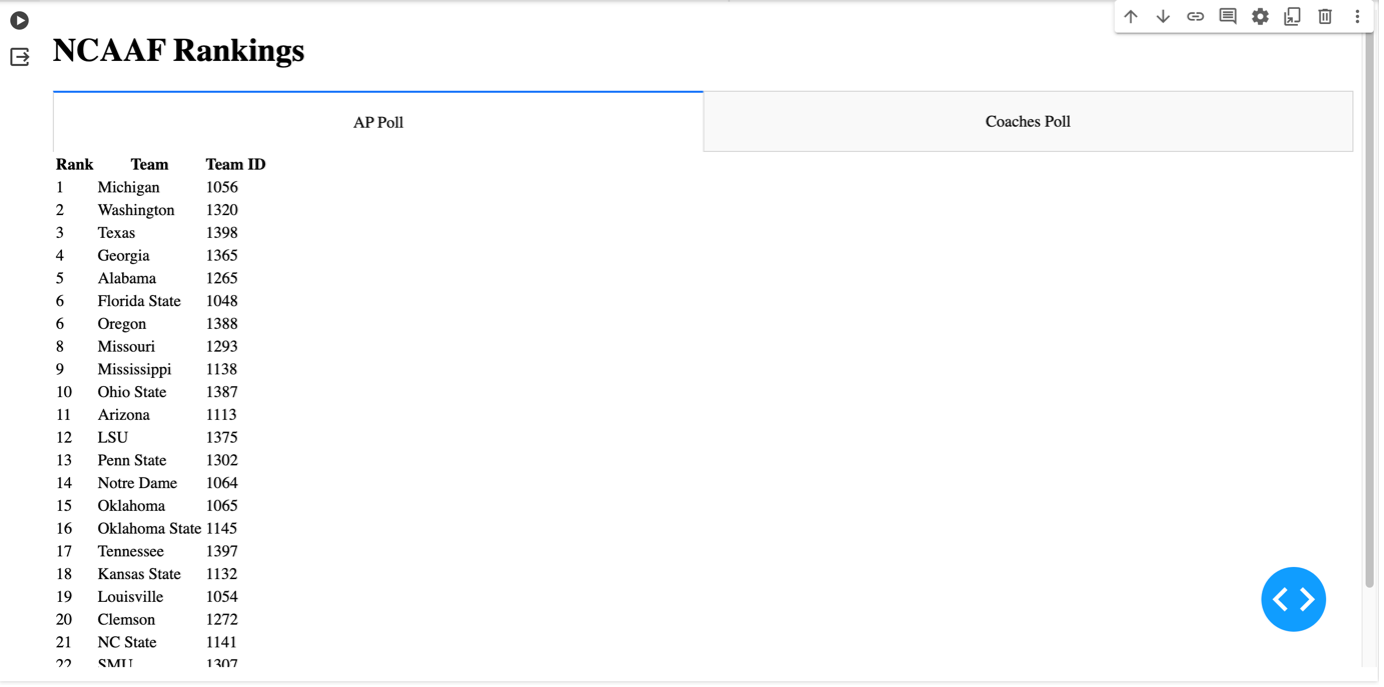 NCAAF Rankings
AP Poll
Coaches Poll
Rank Team Team ID
1 Michigan 1056
2 Washington 1320
3 Texas 1398
4 Georgia 1365
5 Alabama 1265
6 Florida State 1048
6 Oregon 1388
8 Missouri 1293
9 Mississippi 1138
10 Ohio State 1387
11 Arizona 1113
12 LSU 1375
13 Penn State 1302
14 Notre Dame 1064
15 Oklahoma 1065
16 Oklahoma State 1145
17 Tennessee 1397
18 Kansas State 1132
19 Louisville 1054
20 Clemson 1272
21 NC State 1141
22 SMU 1307